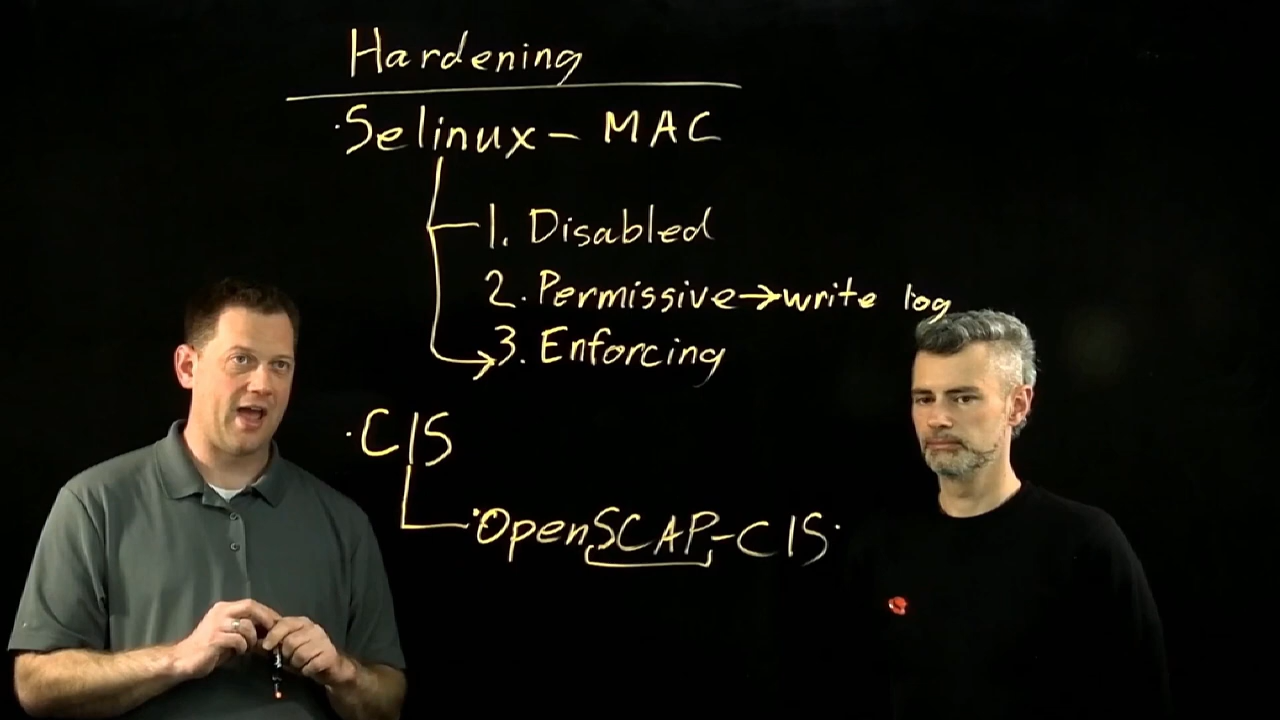 Hardening
·Selinux – MAC
1. Disabled
2. Permissive→write log
3. Enforcing
·CIS
·OpenSCAP-CIS·